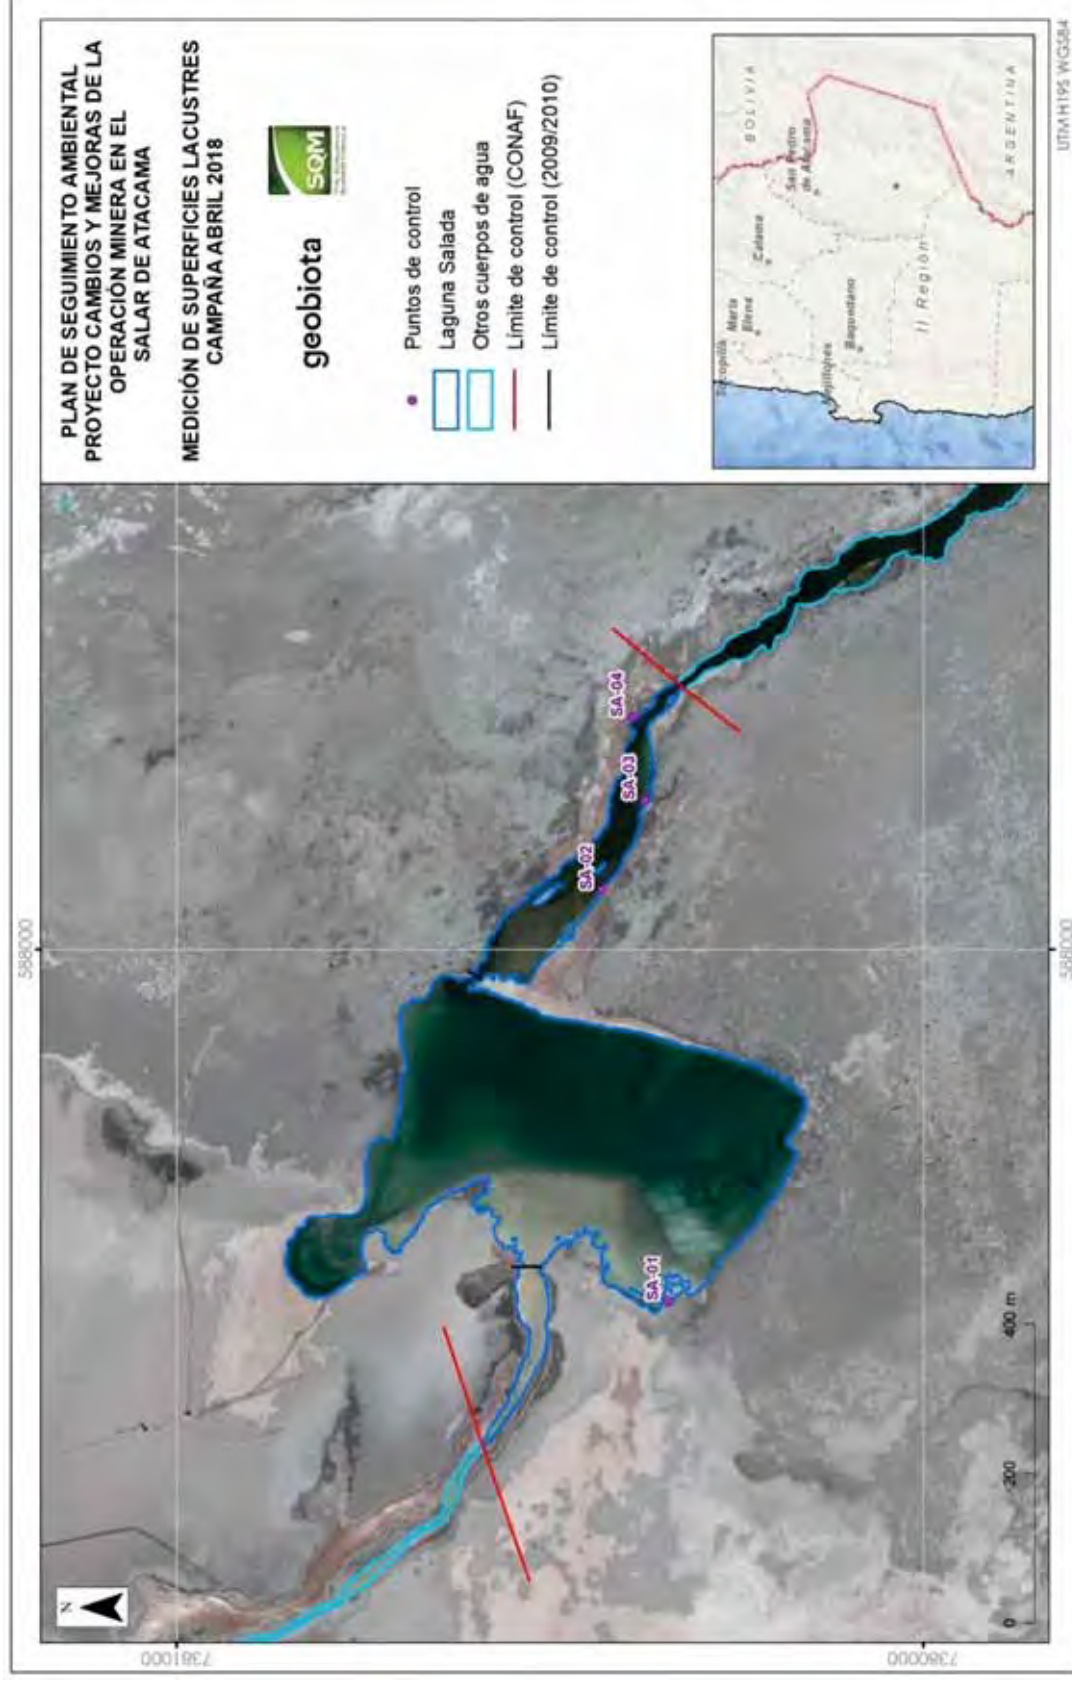 PLAN DE SEGUIMIENTO AMBIENTAL
PROYECTO CAMBIOS Y MEJORAS DE LA
OPERACIÓN MINERA EN EL
SALAR DE ATACAMA
MEDICIÓN DE SUPERFICIES LACUSTRES
CAMPAÑA ABRIL 2018
geobiota
SQM
Puntos de control
Laguna Salada
Otros cuerpos de agua
Límite de control (CONAF)
Límite de control (2009/2010)
BOLIVIA
San Pedro
de Atacama
Calama
María
Elena
Baquedano
II Región
ARGENTINA
UTM H19S WGS84
N
588000
588000
7381000
7380000
SA-01
SA-02
SA-03
SA-04
0 200 400 m